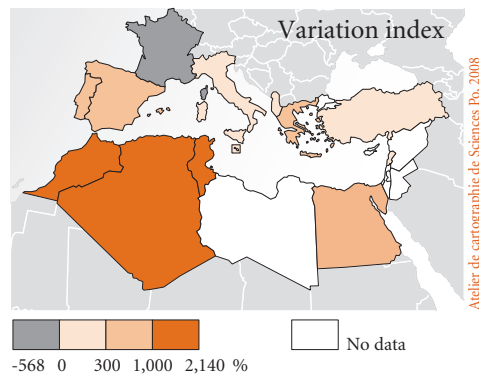 Variation index
Atelier de cartographie de Sciences Po, 2008
-568 0 300 1,000 2,140 %
No data